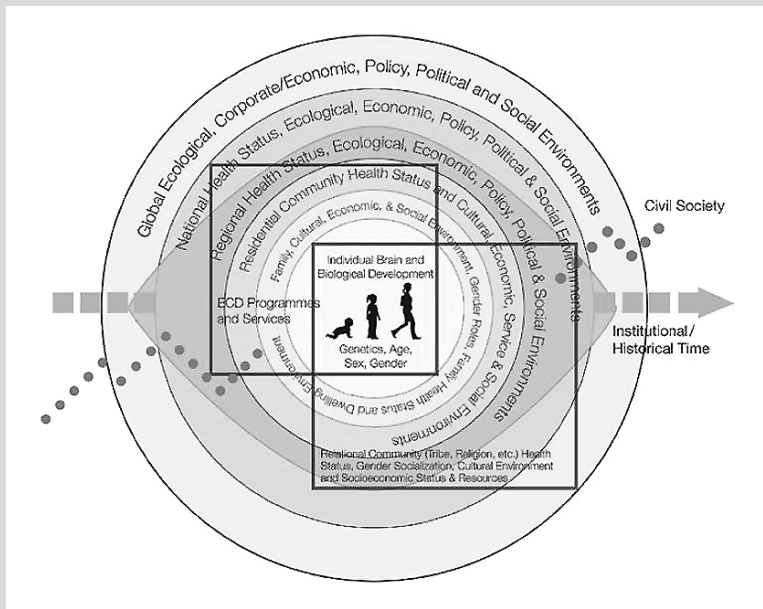 Global Ecological, Corporate/Economic, Policy, Political and Social Environments
National Health Status, Ecological, Economic, Policy, Political & Social Environments
Regional Health Status, Ecological, Economic, Policy, Political & Social Environments
Residential Community Health Status and Cultural, Economic, Service & Social Environments
Family, Cultural, Economic, & Social Environment, Gender Roles, Family Health Status and Dwelling Environment
Civil Society
Individual Brain and
Biological Development
ECD Programmes
and Services
Genetics, Age,
Sex, Gender
Institutional/
Historical Time
Relational Community (Tribe, Religion, etc.) Health
Status, Gender Socialization, Cultural Environment
and Socioeconomic Status & Resources